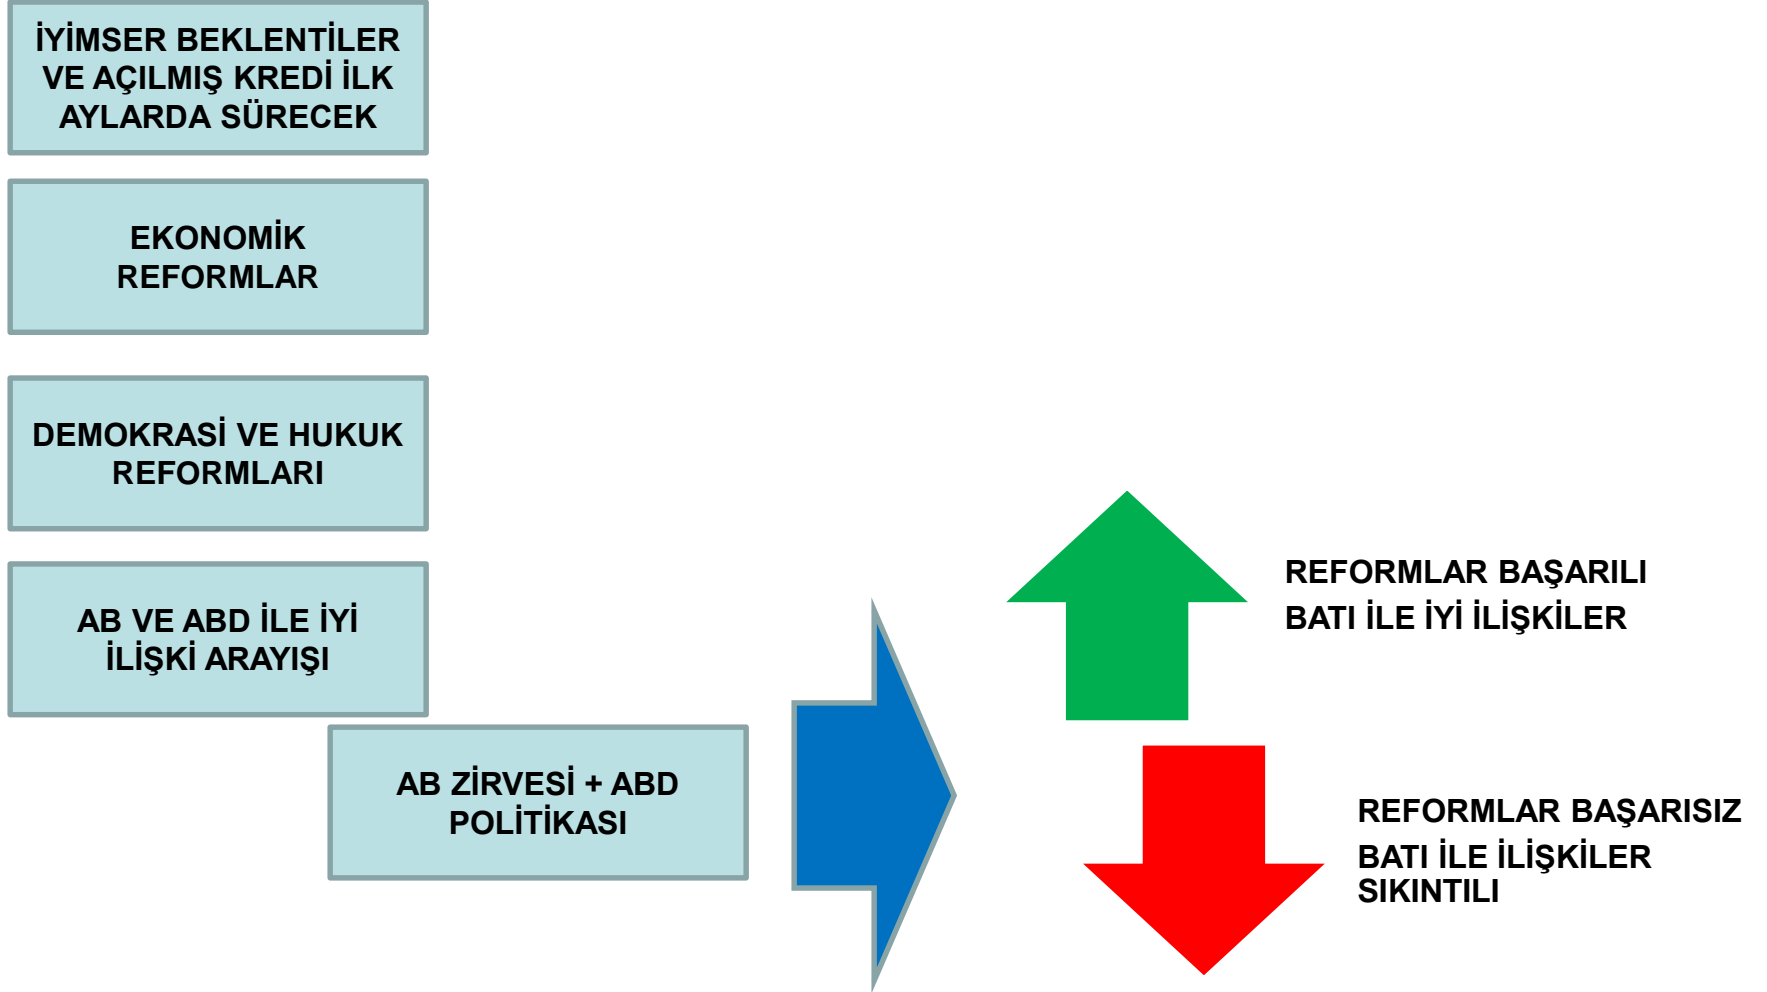 İYİMSER BEKLENTİLER
VE AÇILMIŞ KREDİ İLK
AYLARDA SÜRECEK
EKONOMİK
REFORMLAR
DEMOKRASİ VE HUKUK
REFORMLARI
AB VE ABD İLE İYİ
İLİŞKİ ARAYIŞI
AB ZİRVESİ + ABD
POLİTİKASI
REFORMLAR BAŞARILI
BATI İLE İYİ İLİŞKİLER
REFORMLAR BAŞARISIZ
BATI İLE İLİŞKİLER
SIKINTILI